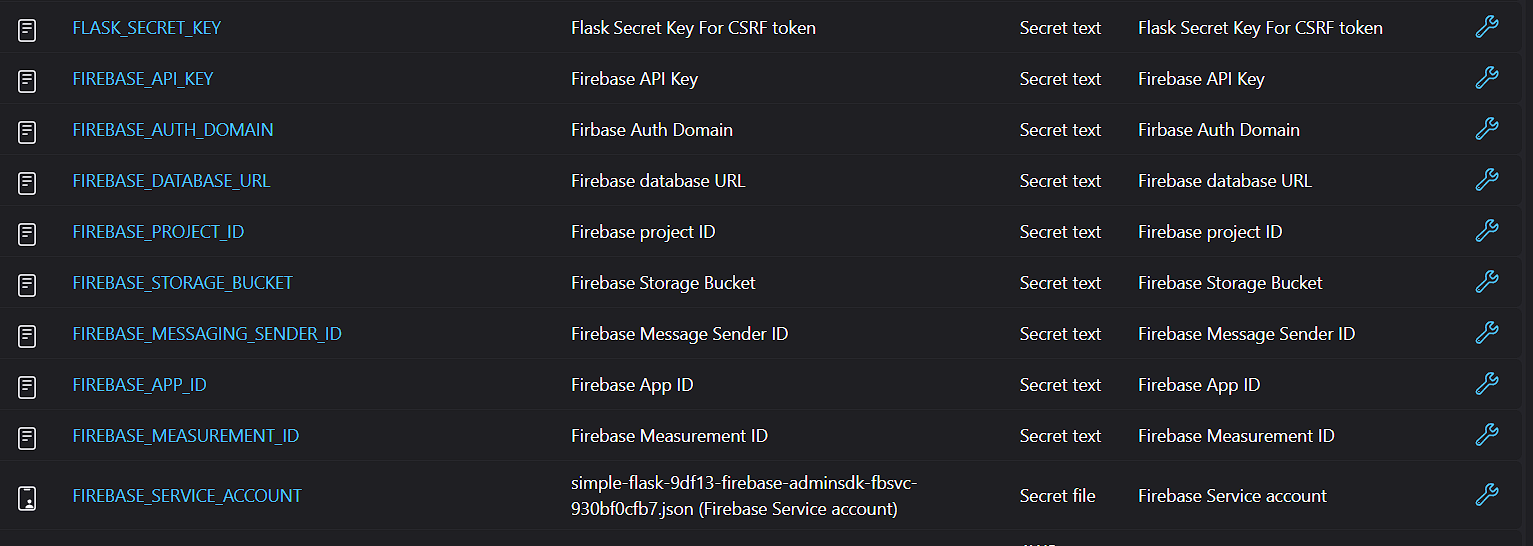 FLASK_SECRET_KEY Flask Secret Key For CSRF token Secret text Flask Secret Key For CSRF token
FIREBASE_API_KEY Firebase API Key Secret text Firebase API Key
FIREBASE_AUTH_DOMAIN Firbase Auth Domain Secret text Firbase Auth Domain
FIREBASE_DATABASE_URL Firebase database URL Secret text Firebase database URL
FIREBASE_PROJECT_ID Firebase project ID Secret text Firebase project ID
FIREBASE_STORAGE_BUCKET Firebase Storage Bucket Secret text Firebase Storage Bucket
FIREBASE_MESSAGING_SENDER_ID Firebase Message Sender ID Secret text Firebase Message Sender ID
FIREBASE_APP_ID Firebase App ID Secret text Firebase App ID
FIREBASE_MEASUREMENT_ID Firebase Measurement ID Secret text Firebase Measurement ID
FIREBASE_SERVICE_ACCOUNT simple-flask-9df13-firebase-adminsdk-fbsvc-
930bf0cfb7.json (Firebase Service account) Secret file Firebase Service account